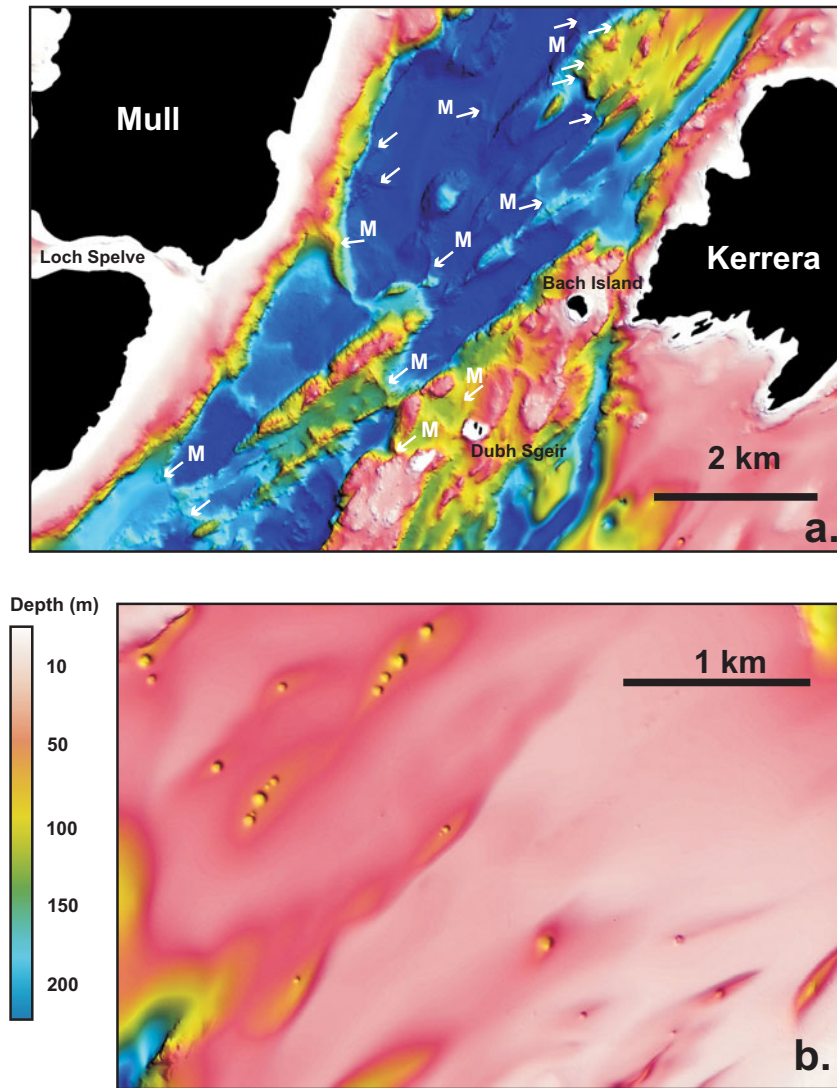 M
Mull
M
M
M
M
Loch Spelve
Kerrera
Bach Island
M
M
M
M
Dubh Sgeir
2 km
a.
Depth (m)
10
50
100
150
200
1 km
b.